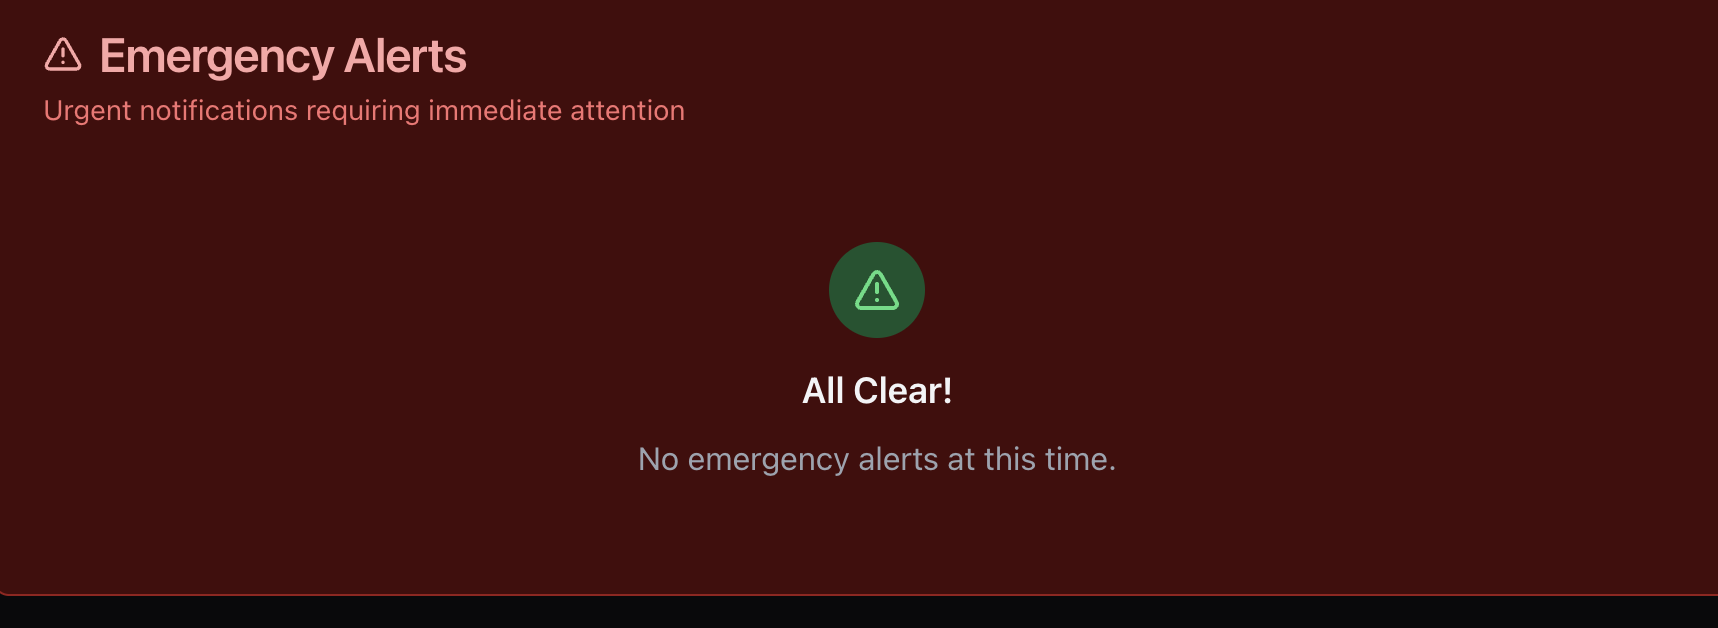 Emergency Alerts
Urgent notifications requiring immediate attention
All Clear!
No emergency alerts at this time.